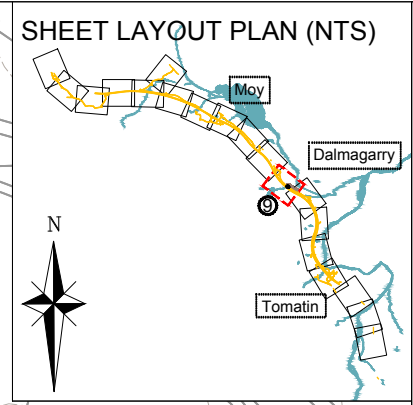 SHEET LAYOUT PLAN (NTS)
Moy
Dalmagarry
9
N
Tomatin